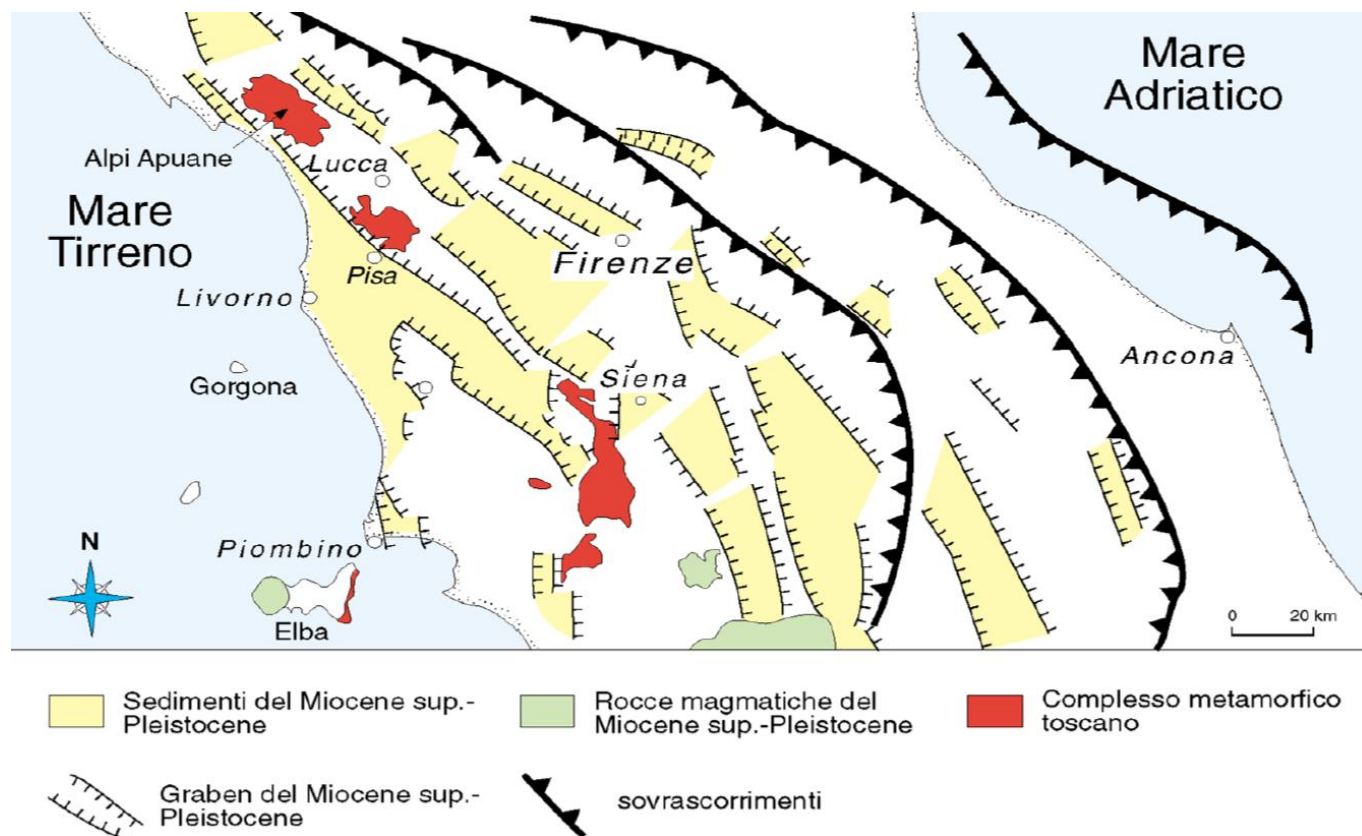 Mare
Adriatico
Alpi Apuane
Lucca
Mare
Tirreno
Firenze
Pisa
Livorno
Ancona
Gorgona
Siena
N
Piombino
0 20 km
Elba
Sedimenti del Miocene sup.-
Pleistocene
Rocce magmatiche del
Miocene sup.-Pleistocene
Complesso metamorfico
toscano
Graben del Miocene sup.-
Pleistocene
sovrascorrimenti